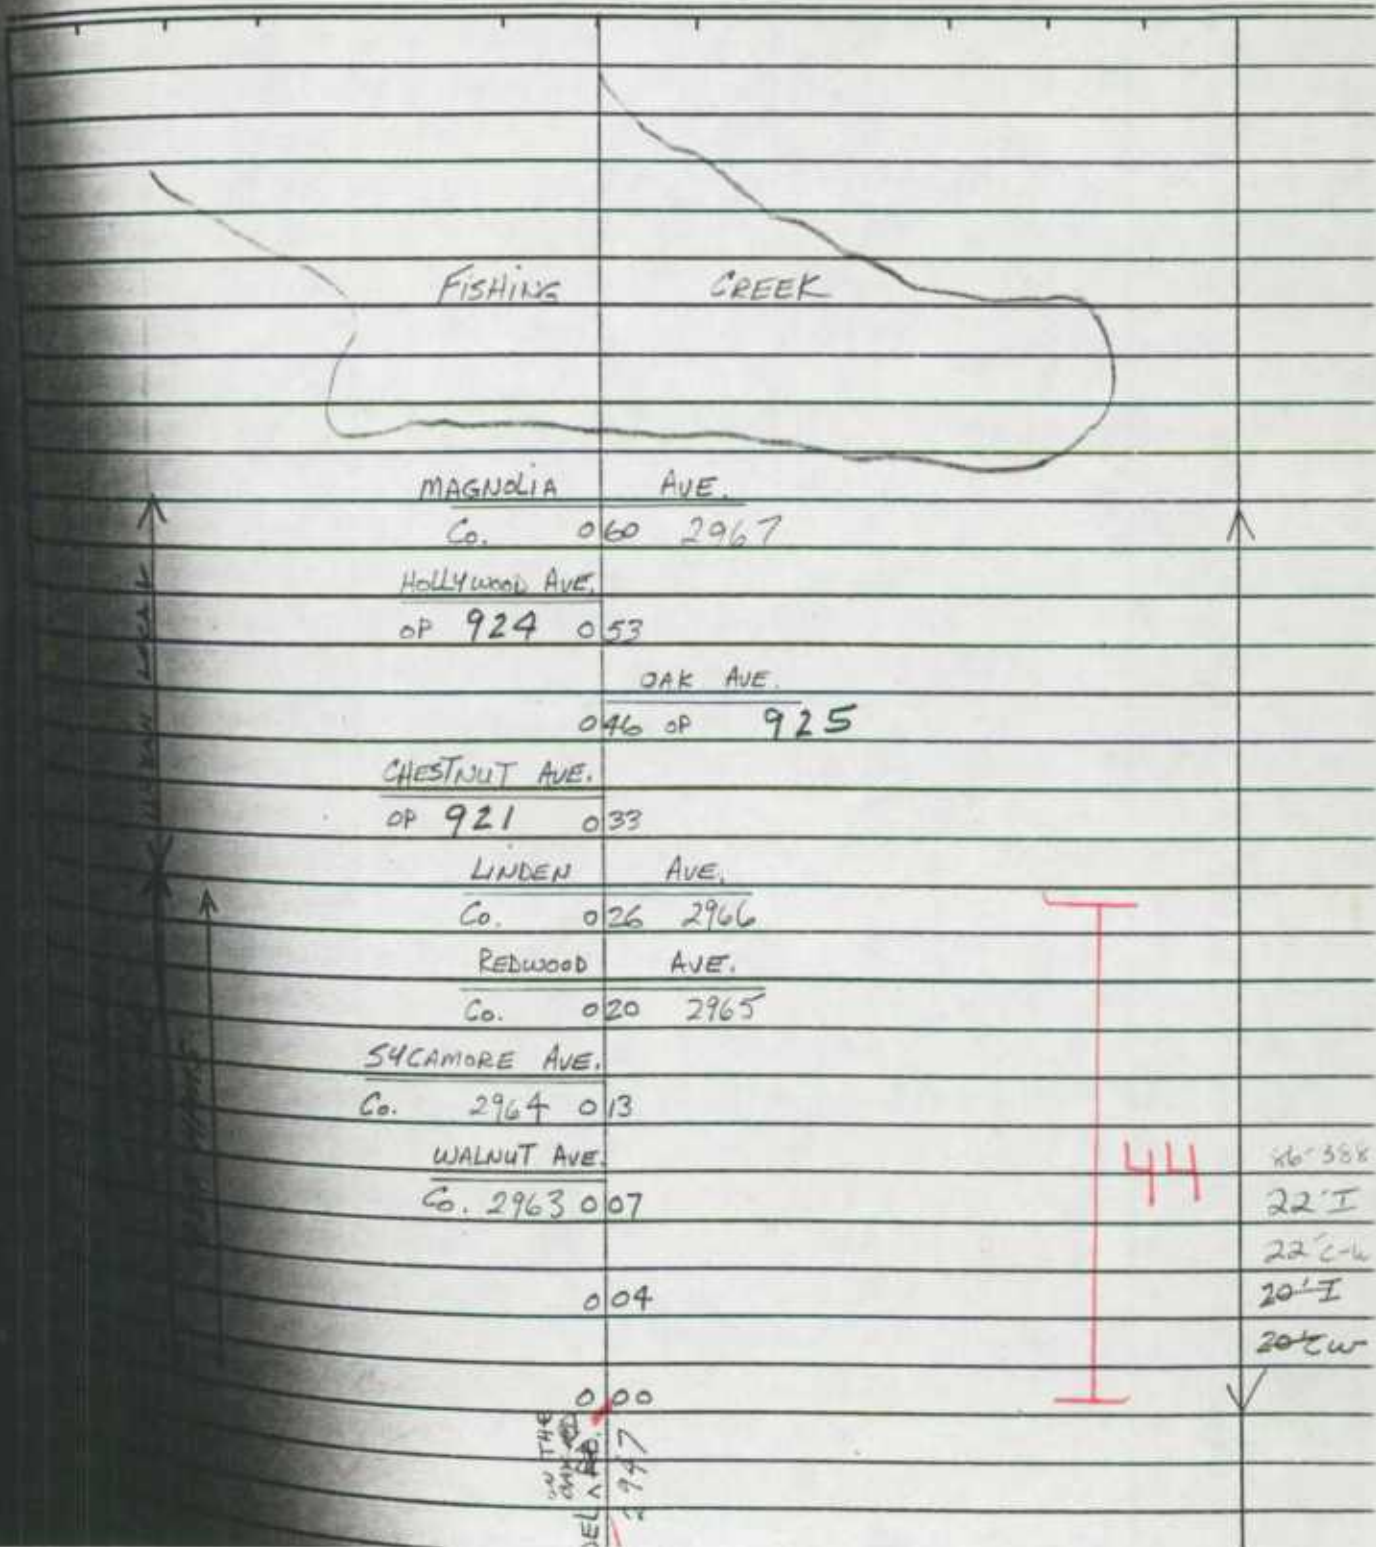 FISHING CREEK
MAGNOLIA AVE.
Co. 0 60 2967
HOLLYWOOD AVE.
OP 924 0 53
OAK AVE.
0 46 OP 925
CHESTNUT AVE.
OP 921 0 33
LINDEN AVE.
Co. 0 26 2966
REDWOOD AVE.
Co. 0 20 2965
SYCAMORE AVE.
Co. 2964 0 13
WALNUT AVE.
Co. 2963 0 07
44
22' I
0 04
20' I
0 00
ON THE
2947